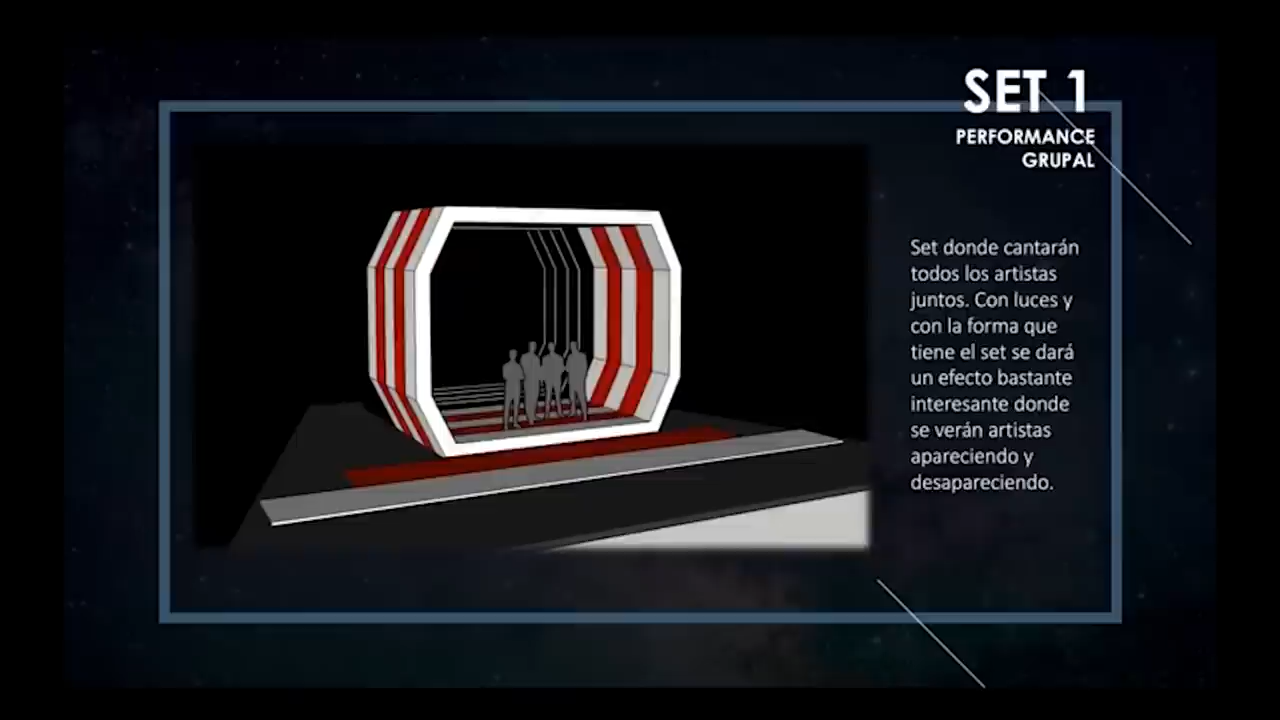 SET 1
PERFORMANCE
GRUPAL
Set donde cantarán
todos los artistas
juntos. Con luces y
con la forma que
tiene el set se dará
un efecto bastante
interesante donde
se verán artistas
apareciendo y
desapareciendo.